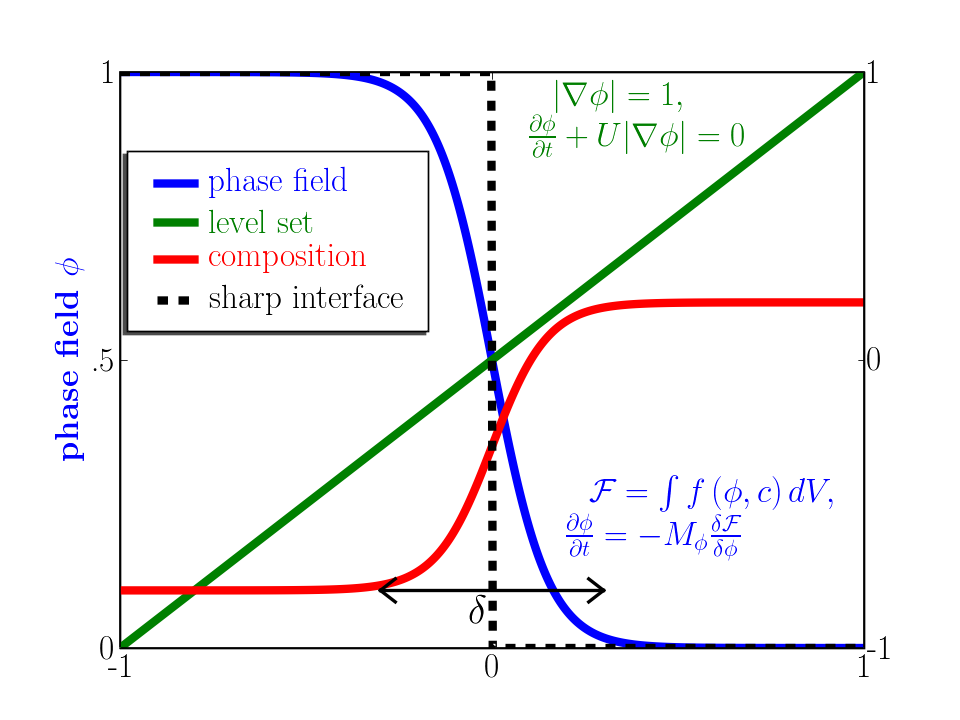 1
1
|∇ϕ| = 1,
∂ϕ/∂t + U|∇ϕ| = 0
phase field
level set
composition
sharp interface
phase field ϕ
.5
0
ℱ = ∫ f (ϕ, c) dV,
∂ϕ/∂t = −M_ϕ δℱ/δϕ
δ
0
-1
-1
0
1